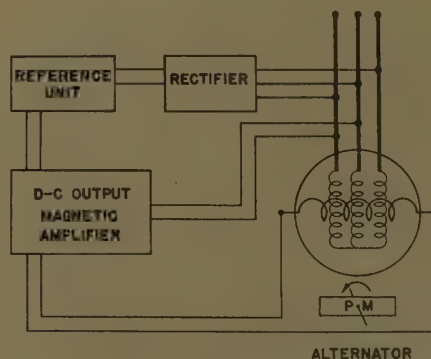 REFERENCE
UNIT
RECTIFIER
D-C OUTPUT
MAGNETIC
AMPLIFIER
P M
ALTERNATOR